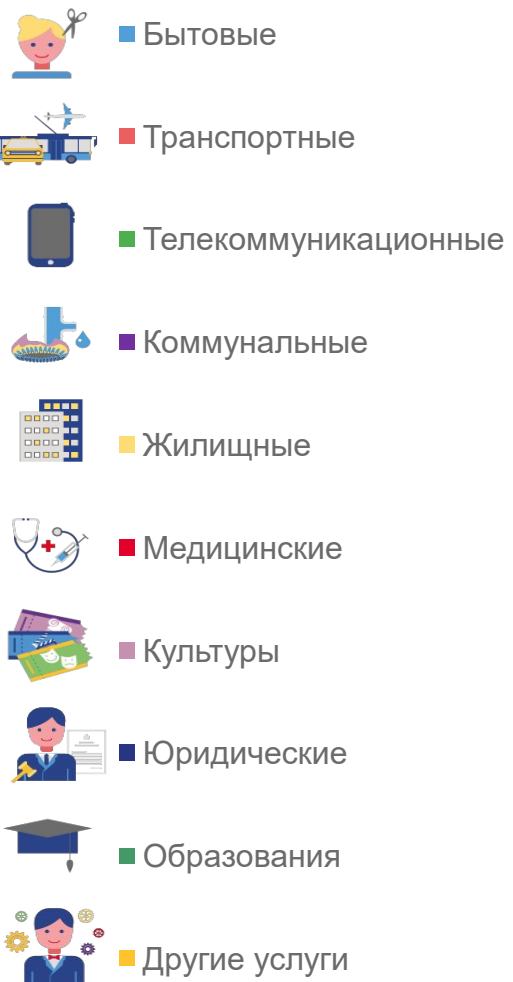 Бытовые
Транспортные
Телекоммуникационные
Коммунальные
Жилищные
Медицинские
Культуры
Юридические
Образования
Другие услуги